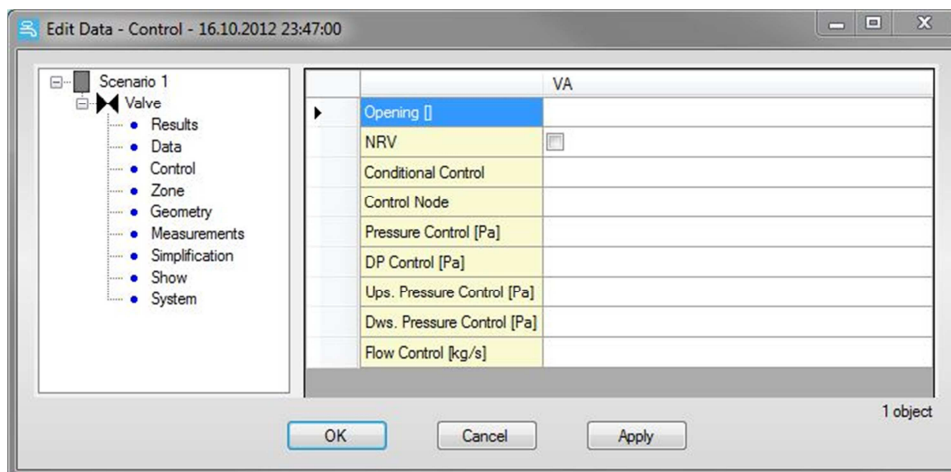 Edit Data - Control - 16.10.2012 23:47:00
Scenario 1
Valve
Results
Data
Control
Zone
Geometry
Measurements
Simplification
Show
System
VA
Opening []
NRV
Conditional Control
Control Node
Pressure Control [Pa]
DP Control [Pa]
Ups. Pressure Control [Pa]
Dws. Pressure Control [Pa]
Flow Control [kg/s]
1 object
OK Cancel Apply